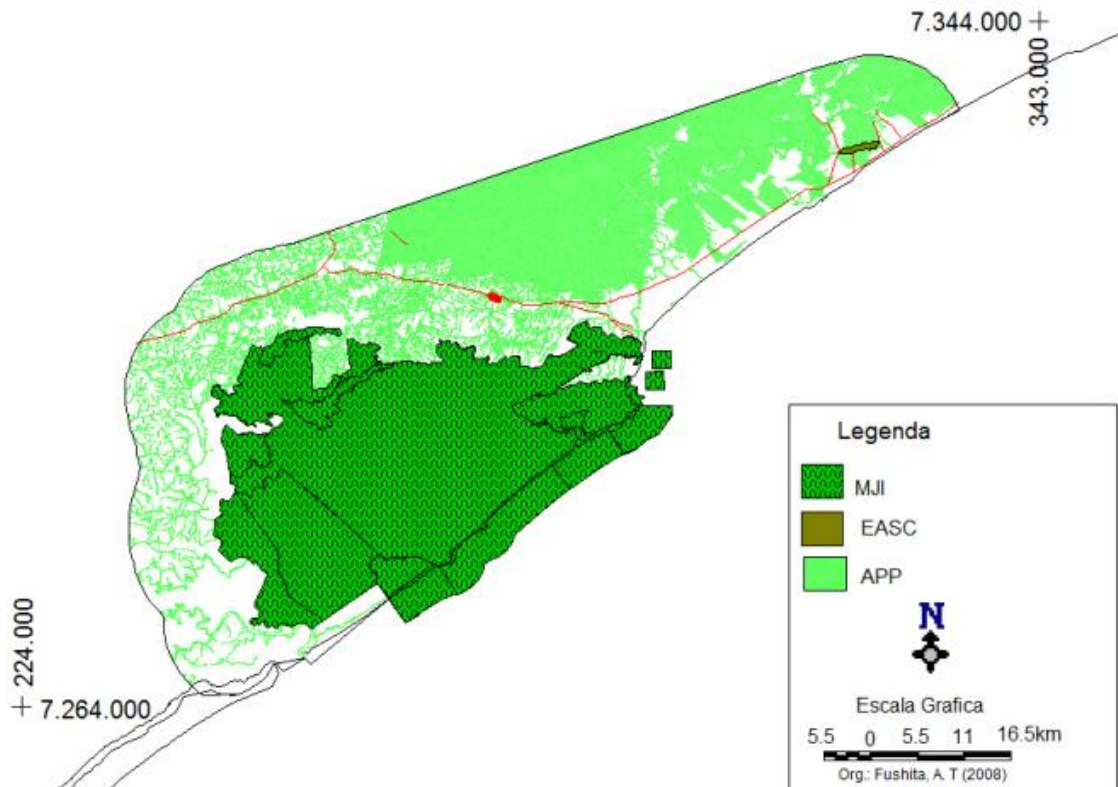 7.344.000
343.000
Legenda
MJI
EASC
APP
N
Escala Grafica
5.5 0 5.5 11 16.5km
Org.: Fushita, A. T (2008)
224.000
7.264.000